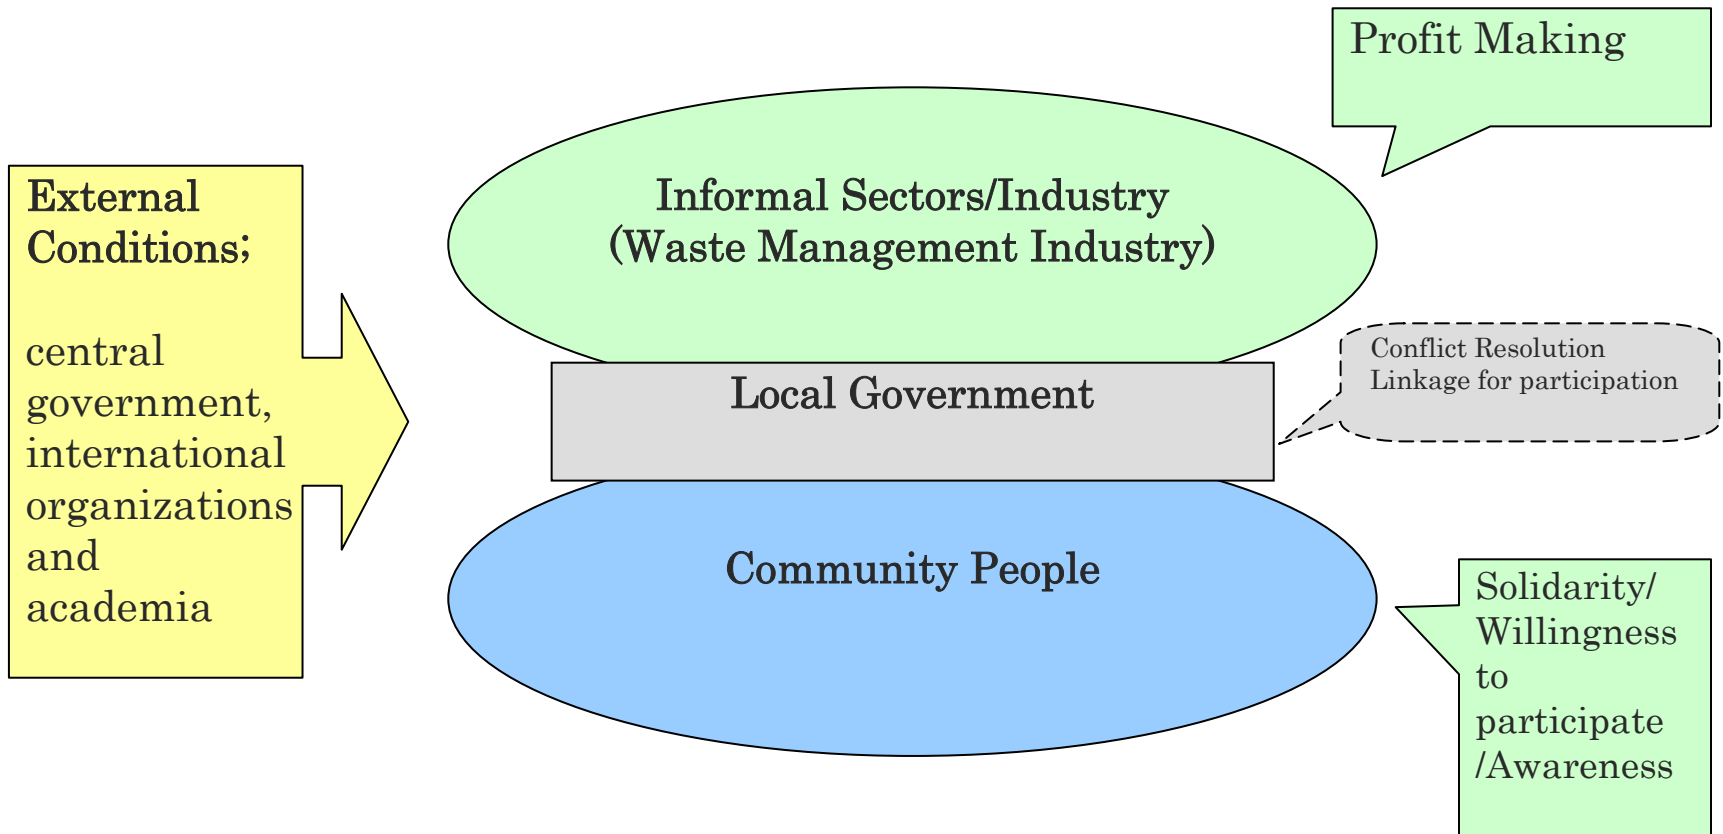 External
Conditions;
central
government,
international
organizations
and
academia
Profit Making
Informal Sectors/Industry
(Waste Management Industry)
Conflict Resolution
Linkage for participation
Local Government
Community People
Solidarity/
Willingness
to
participate
/Awareness